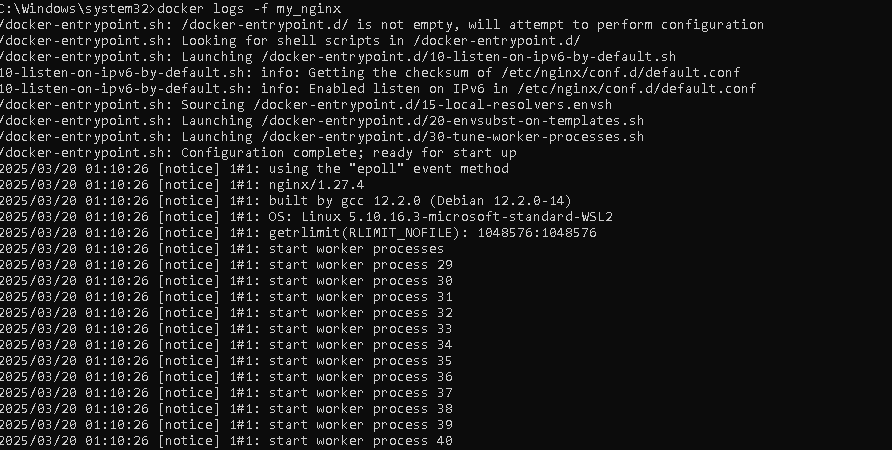 C:\Windows\system32>docker logs -f my_nginx
/docker-entrypoint.sh: /docker-entrypoint.d/ is not empty, will attempt to perform configuration
/docker-entrypoint.sh: Looking for shell scripts in /docker-entrypoint.d/
/docker-entrypoint.sh: Launching /docker-entrypoint.d/10-listen-on-ipv6-by-default.sh
10-listen-on-ipv6-by-default.sh: info: Getting the checksum of /etc/nginx/conf.d/default.conf
10-listen-on-ipv6-by-default.sh: info: Enabled listen on IPv6 in /etc/nginx/conf.d/default.conf
/docker-entrypoint.sh: Sourcing /docker-entrypoint.d/15-local-resolvers.envsh
/docker-entrypoint.sh: Launching /docker-entrypoint.d/20-envsubst-on-templates.sh
/docker-entrypoint.sh: Launching /docker-entrypoint.d/30-tune-worker-processes.sh
/docker-entrypoint.sh: Configuration complete; ready for start up
2025/03/20 01:10:26 [notice] 1#1: using the "epoll" event method
2025/03/20 01:10:26 [notice] 1#1: nginx/1.27.4
2025/03/20 01:10:26 [notice] 1#1: built by gcc 12.2.0 (Debian 12.2.0-14)
2025/03/20 01:10:26 [notice] 1#1: OS: Linux 5.10.16.3-microsoft-standard-WSL2
2025/03/20 01:10:26 [notice] 1#1: getrlimit(RLIMIT_NOFILE): 1048576:1048576
2025/03/20 01:10:26 [notice] 1#1: start worker processes
2025/03/20 01:10:26 [notice] 1#1: start worker process 29
2025/03/20 01:10:26 [notice] 1#1: start worker process 30
2025/03/20 01:10:26 [notice] 1#1: start worker process 31
2025/03/20 01:10:26 [notice] 1#1: start worker process 32
2025/03/20 01:10:26 [notice] 1#1: start worker process 33
2025/03/20 01:10:26 [notice] 1#1: start worker process 34
2025/03/20 01:10:26 [notice] 1#1: start worker process 35
2025/03/20 01:10:26 [notice] 1#1: start worker process 36
2025/03/20 01:10:26 [notice] 1#1: start worker process 37
2025/03/20 01:10:26 [notice] 1#1: start worker process 38
2025/03/20 01:10:26 [notice] 1#1: start worker process 39
2025/03/20 01:10:26 [notice] 1#1: start worker process 40